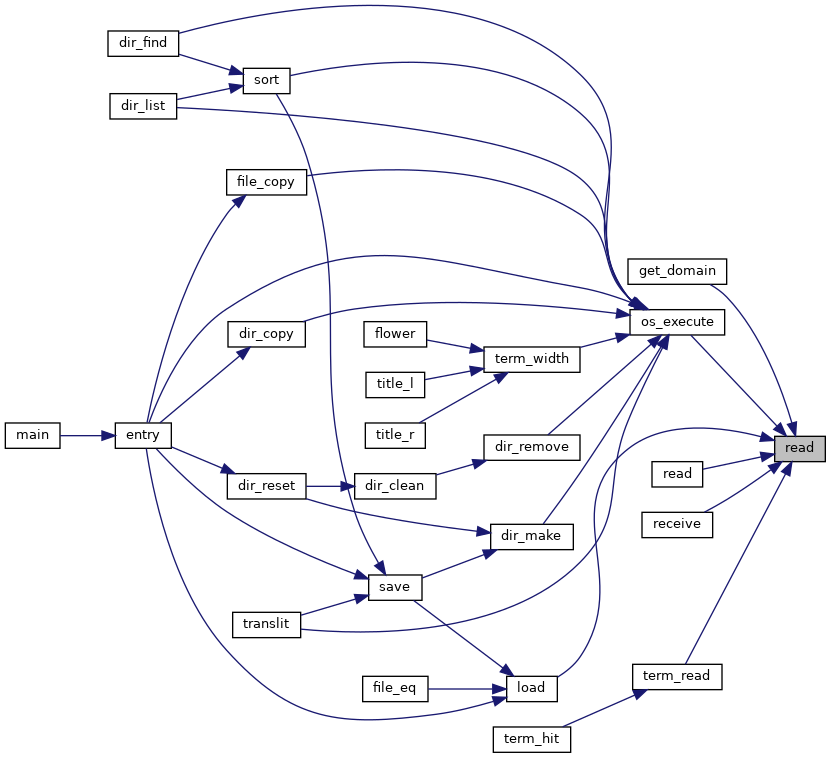 dir_find
sort
dir_list
file_copy
get_domain
os_execute
dir_copy
flower
term_width
title_l
title_r
main
entry
dir_remove
read
read
dir_reset
dir_clean
receive
dir_make
save
translit
term_read
file_eq
load
term_hit